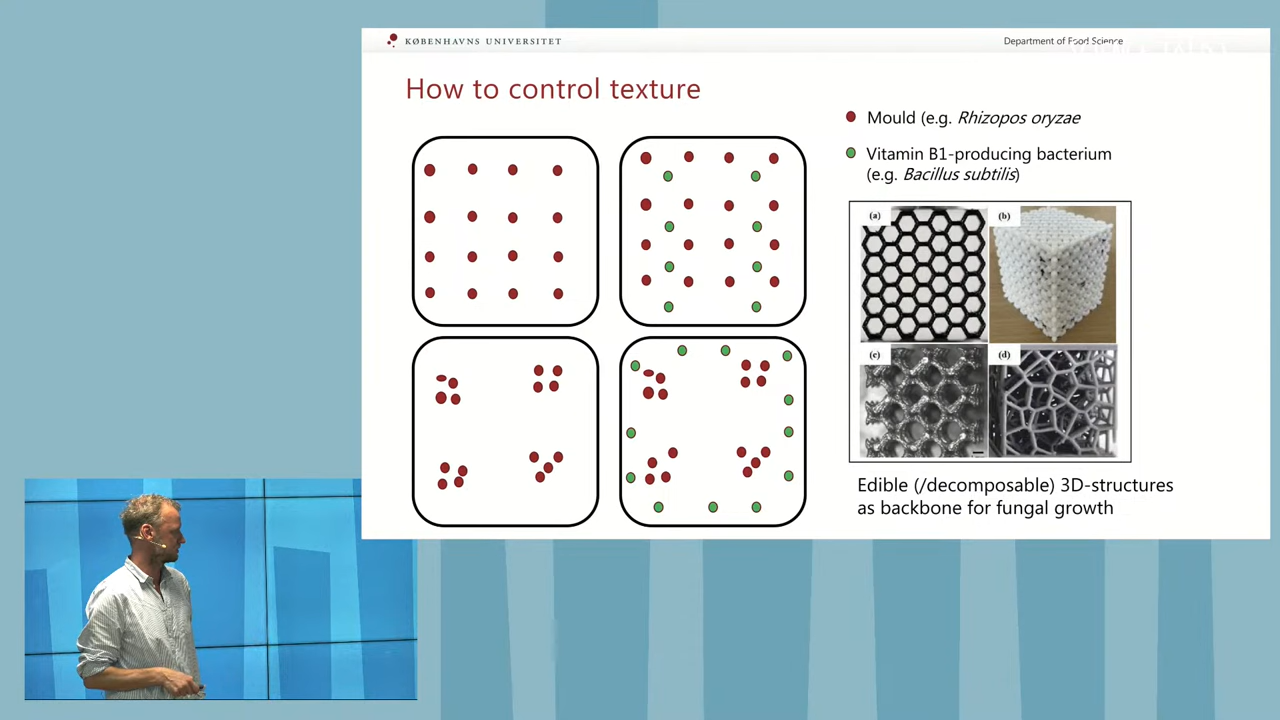 KØBENHAVNS UNIVERSITET
Department of Food Science
How to control texture
Mould (e.g. Rhizopos oryzae
Vitamin B1-producing bacterium
(e.g. Bacillus subtilis)
(a)
(b)
(c)
(d)
Edible (/decomposable) 3D-structures
as backbone for fungal growth